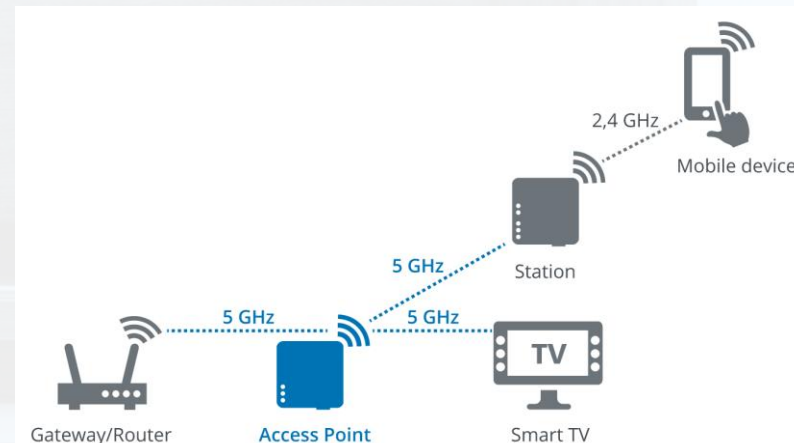 2,4 GHz
Mobile device
5 GHz
Station
5 GHz
5 GHz
TV
Gateway/Router
Access Point
Smart TV